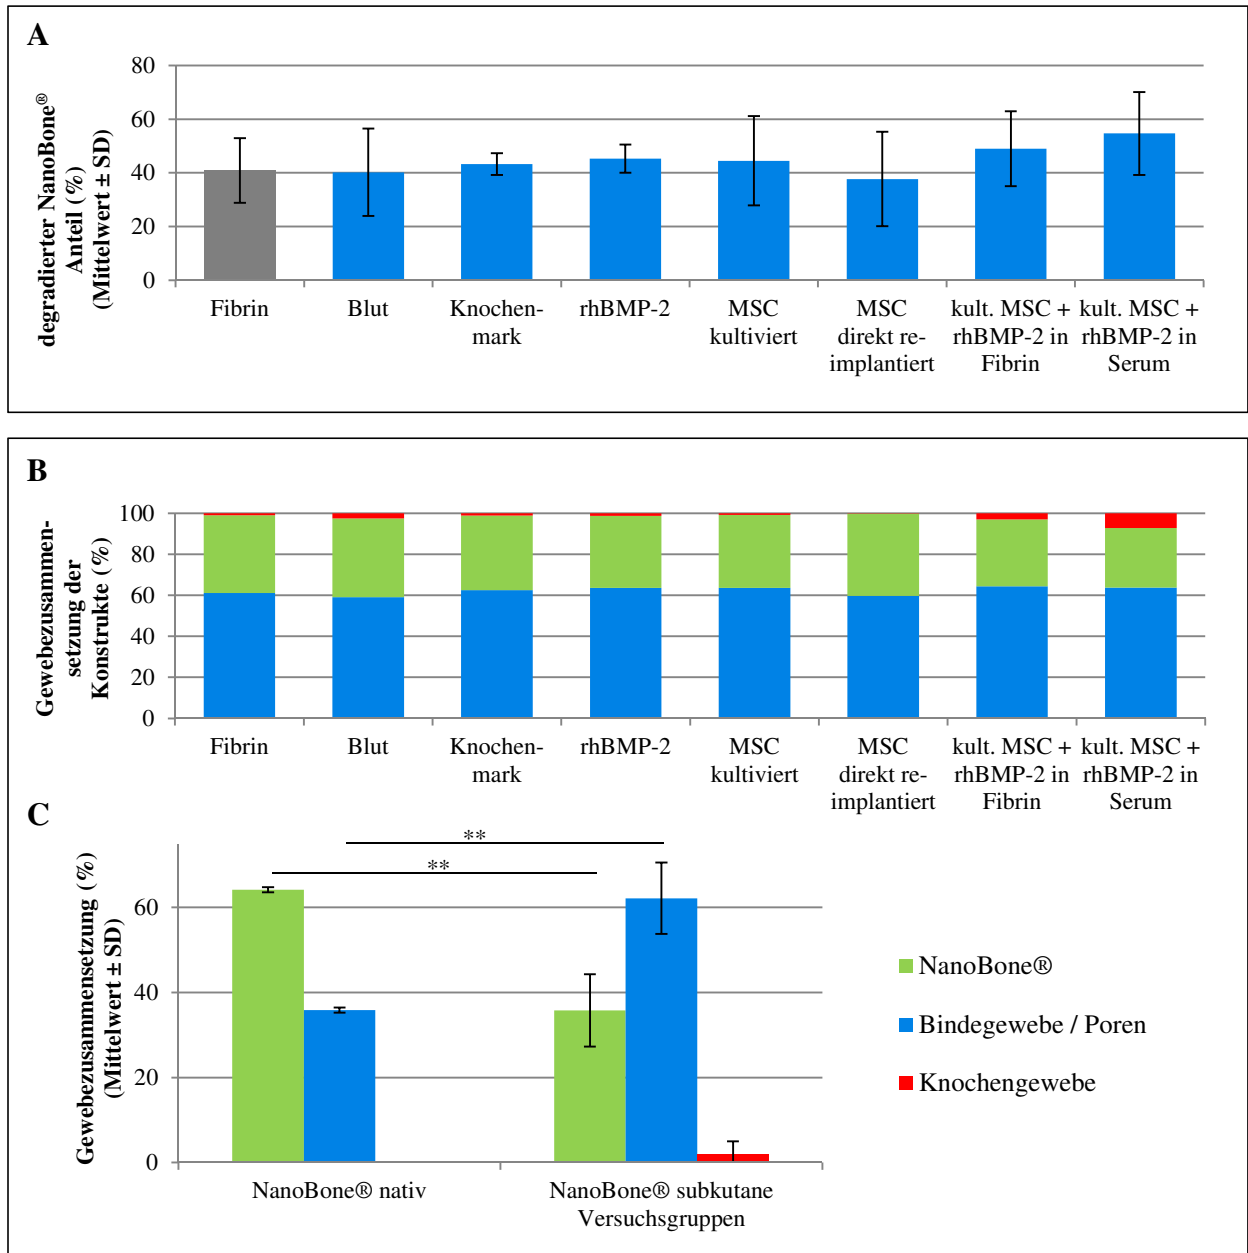 A
degradierter NanoBone®
Anteil (%)
(Mittelwert ± SD)
80
60
40
20
0
Fibrin
Blut
Knochen-
mark
rhBMP-2
MSC
kultiviert
MSC
direkt re-
implantiert
kult. MSC +
rhBMP-2 in
Fibrin
kult. MSC +
rhBMP-2 in
Serum
B
Gewebezusammen-
setzung der
Konstrukte (%)
100
80
60
40
20
0
Fibrin
Blut
Knochen-
mark
rhBMP-2
MSC
kultiviert
MSC
direkt re-
implantiert
kult. MSC +
rhBMP-2 in
Fibrin
kult. MSC +
rhBMP-2 in
Serum
C
Gewebezusammensetzung (%)
(Mittelwert ± SD)
60
40
20
0
**
**
NanoBone® nativ
NanoBone® subkutane
Versuchsgruppen
NanoBone®
Bindegewebe / Poren
Knochengewebe